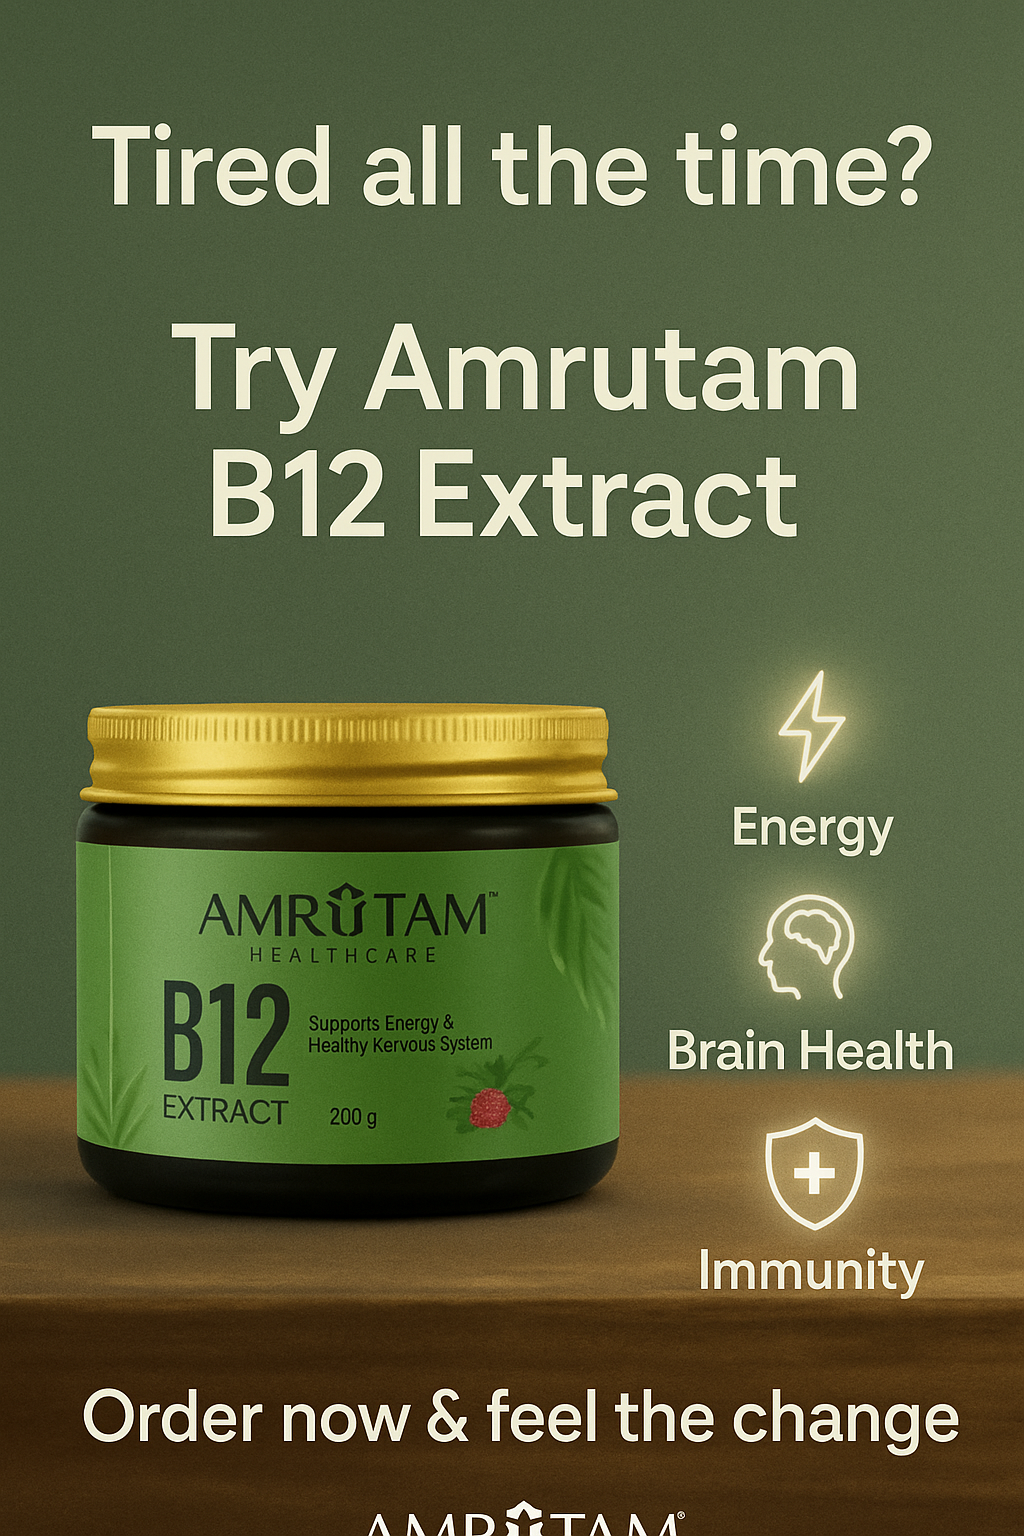 Tired all the time?
Try Amrutam
B12 Extract
AMRUTAM™
HEALTHCARE
B12
EXTRACT
Supports Energy &
Healthy Kervous System
200 g
Energy
Brain Health
Immunity
Order now & feel the change
AMRUTAM®